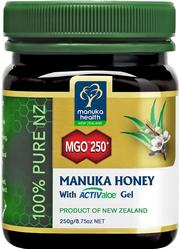 manuka
health
NEW ZEALAND
MGO™ 250+
100% PURE NZ
MANUKA HONEY
With ACTIValoe® Gel
PRODUCT OF NEW ZEALAND
250g/8.75oz NET